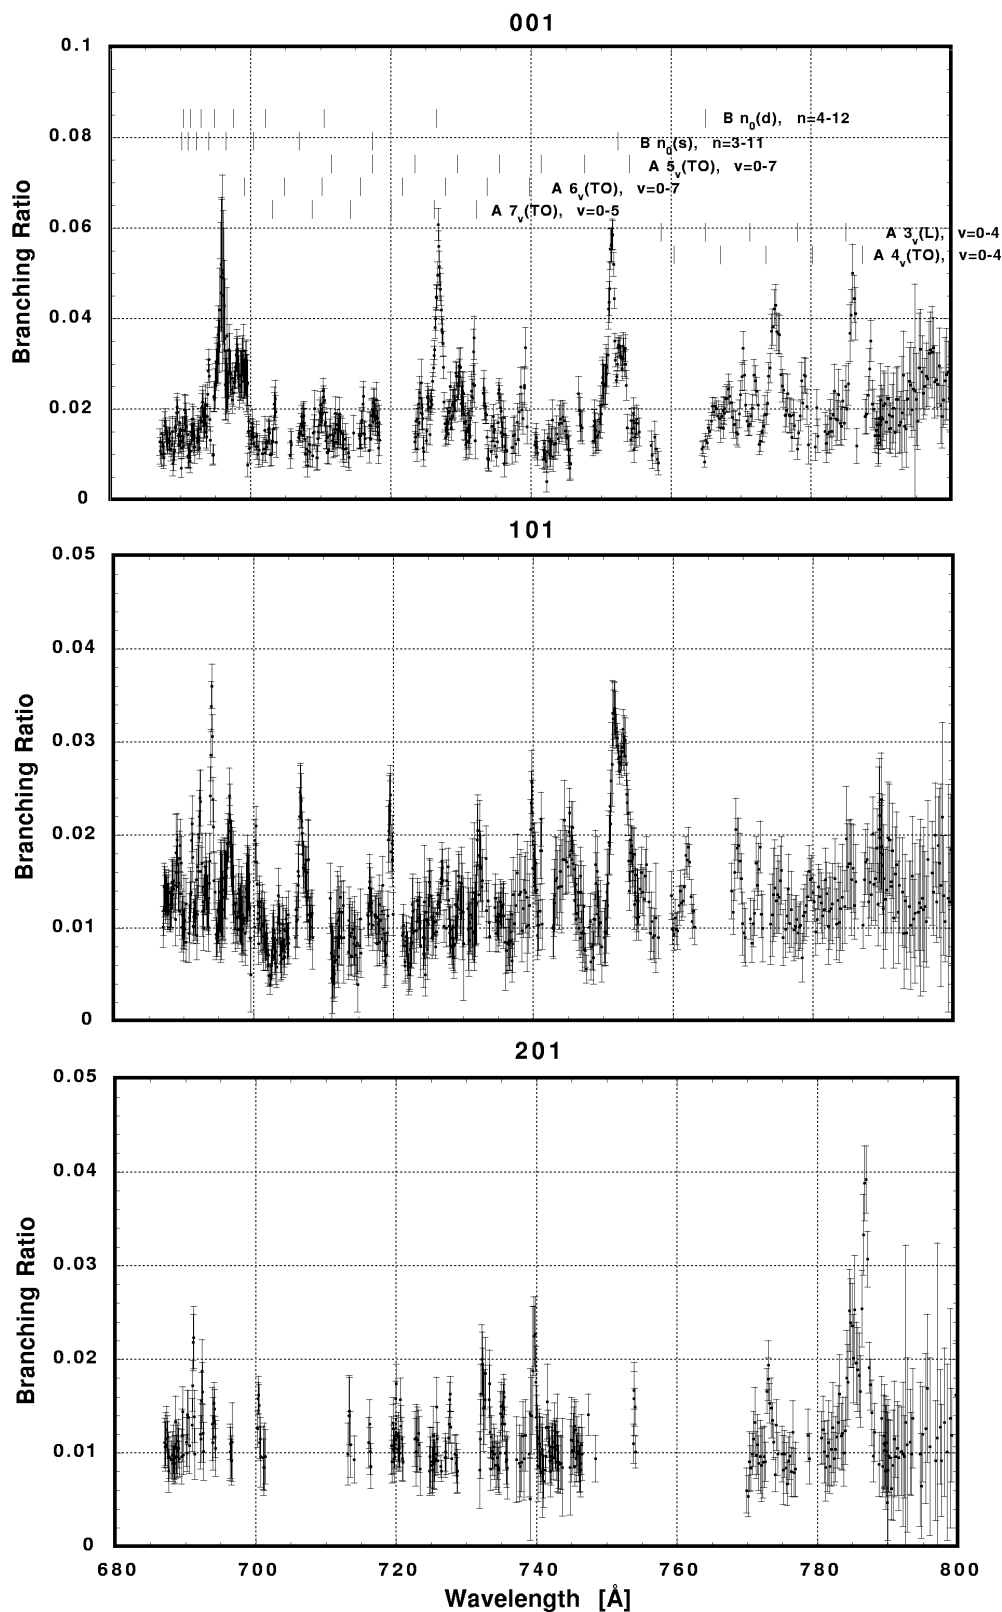 001
0.1
B n0(d), n=4-12
0.08
B n0(s), n=3-11
A 5v(TO), v=0-7
A 6v(TO), v=0-7
A 7v(TO), v=0-5
0.06
A 3v(L), v=0-4
A 4v(TO), v=0-4
0.04
0.02
0
Branching Ratio
101
0.05
0.04
0.03
0.02
0.01
0
Branching Ratio
201
0.05
0.04
0.03
0.02
0.01
0
Branching Ratio
680 700 720 740 760 780 800
Wavelength [Å]